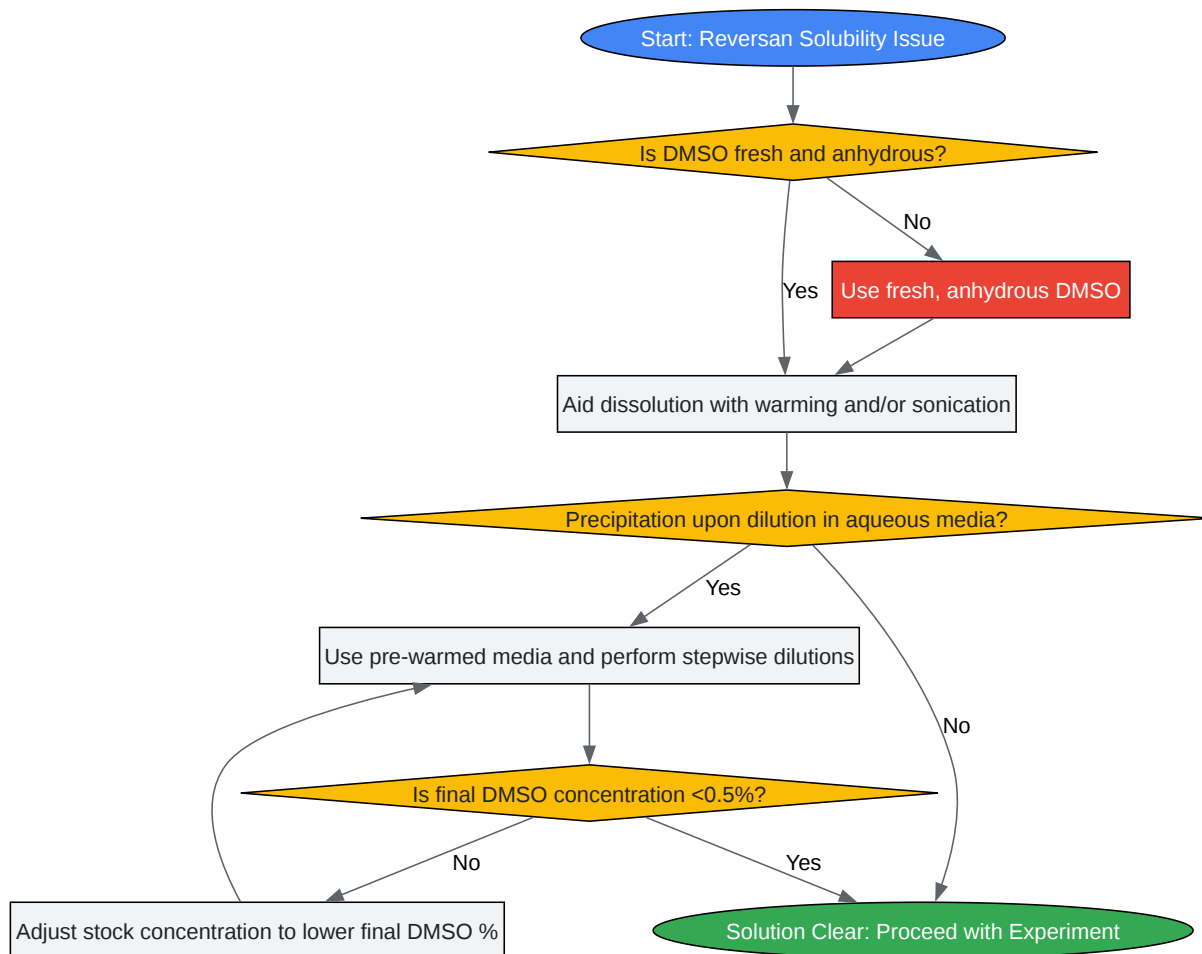 Start: Reversan Solubility Issue
Is DMSO fresh and anhydrous?
No
Yes
Use fresh, anhydrous DMSO
Aid dissolution with warming and/or sonication
Precipitation upon dilution in aqueous media?
Yes
Use pre-warmed media and perform stepwise dilutions
No
Is final DMSO concentration <0.5%?
No
Yes
Adjust stock concentration to lower final DMSO %
Solution Clear: Proceed with Experiment